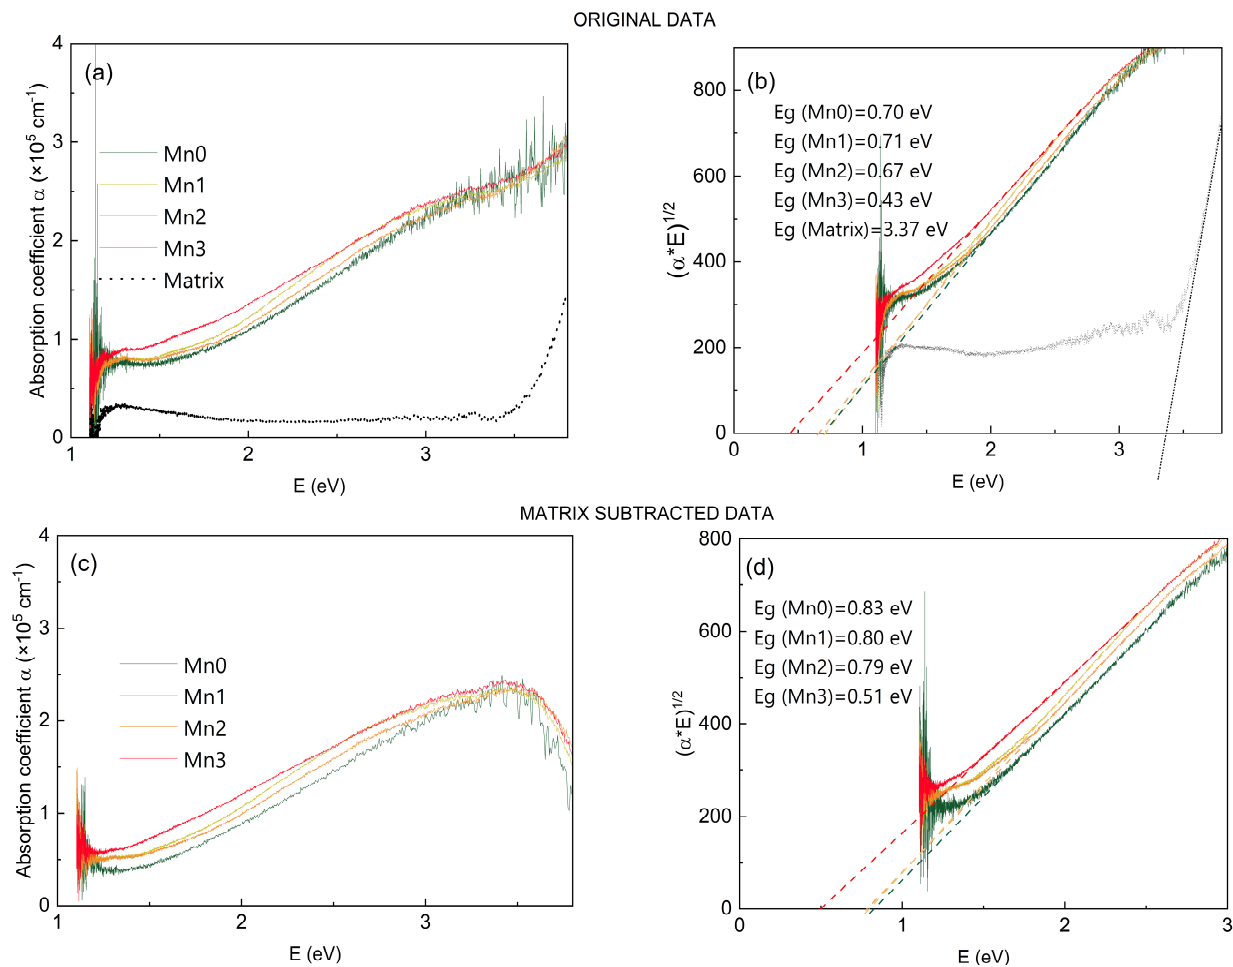 ORIGINAL DATA
4
3
2
1
0
1
2
3
Absorption coefficient α (×10⁵ cm⁻¹)
E (eV)
(a)
Mn0
Mn1
Mn2
Mn3
Matrix
800
600
400
200
0
0
1
2
3
(α*E)¹ᐟ²
E (eV)
(b)
Eg (Mn0)=0.70 eV
Eg (Mn1)=0.71 eV
Eg (Mn2)=0.67 eV
Eg (Mn3)=0.43 eV
Eg (Matrix)=3.37 eV
MATRIX SUBTRACTED DATA
4
3
2
1
0
1
2
3
Absorption coefficient α (×10⁵ cm⁻¹)
E (eV)
(c)
Mn0
Mn1
Mn2
Mn3
800
600
400
200
0
0
1
2
3
(α*E)¹ᐟ²
E (eV)
(d)
Eg (Mn0)=0.83 eV
Eg (Mn1)=0.80 eV
Eg (Mn2)=0.79 eV
Eg (Mn3)=0.51 eV